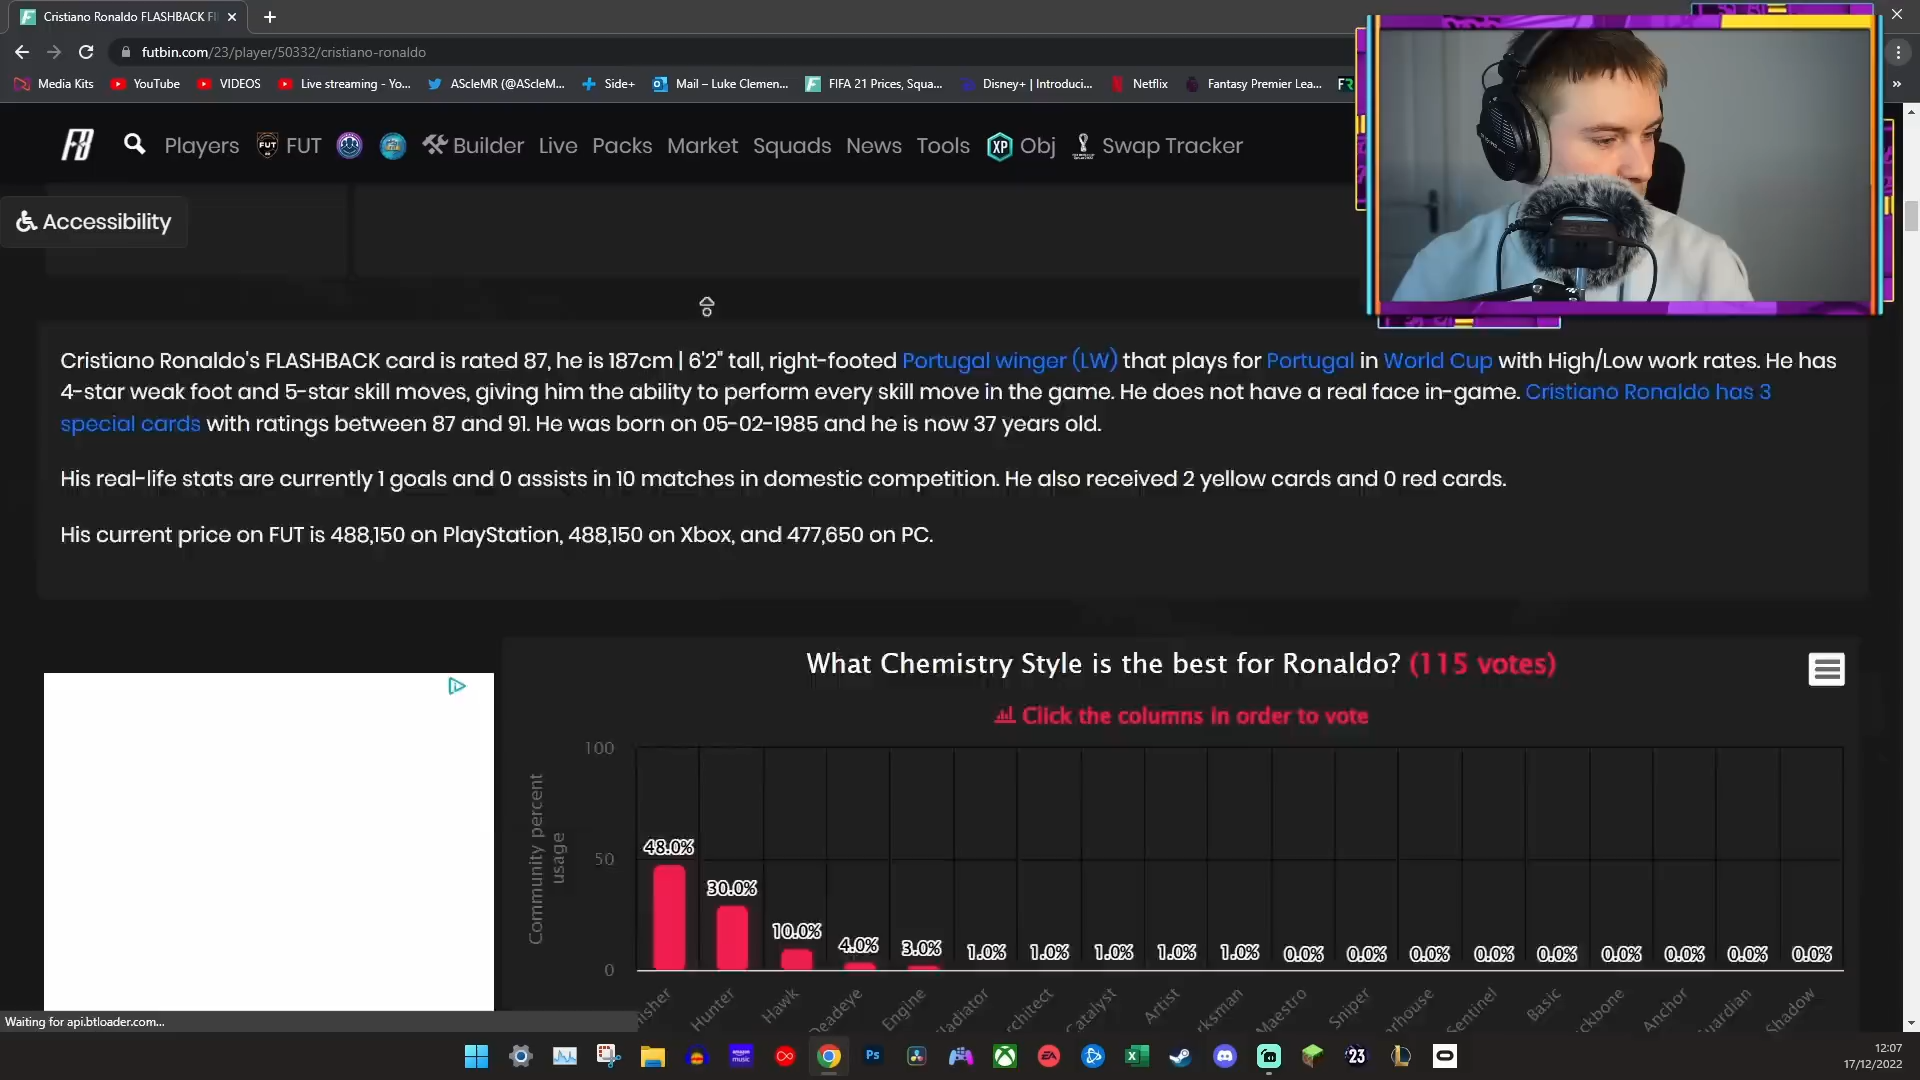 Cristiano Ronaldo FLASHBACK FI
futbin.com/23/player/50332/cristiano-ronaldo
Media Kits YouTube VIDEOS Live streaming - Yo... AScleMR (@AScleM... Side+ Mail – Luke Clemen... FIFA 21 Prices, Squa... Disney+ | Introduci... Netflix Fantasy Premier Lea... »
Players FUT Builder Live Packs Market Squads News Tools XP Obj Swap Tracker
Accessibility
Cristiano Ronaldo's FLASHBACK card is rated 87, he is 187cm | 6'2" tall, right-footed Portugal winger (LW) that plays for Portugal in World Cup with High/Low work rates. He has
4-star weak foot and 5-star skill moves, giving him the ability to perform every skill move in the game. He does not have a real face in-game. Cristiano Ronaldo has 3
special cards with ratings between 87 and 91. He was born on 05-02-1985 and he is now 37 years old.
His real-life stats are currently 1 goals and 0 assists in 10 matches in domestic competition. He also received 2 yellow cards and 0 red cards.
His current price on FUT is 488,150 on PlayStation, 488,150 on Xbox, and 477,650 on PC.
What Chemistry Style is the best for Ronaldo? (115 votes)
Click the columns in order to vote
Community percent
usage
100
50
0
48.0% 30.0% 10.0% 4.0% 3.0% 1.0% 1.0% 1.0% 1.0% 1.0% 0.0% 0.0% 0.0% 0.0% 0.0% 0.0% 0.0% 0.0% 0.0%
nisher Hunter Hawk Deadeye Engine ladiator rchitect Catalyst Artist rksman Maestro Sniper rhouse Sentinel Basic ckbone Anchor uardian Shadow
Waiting for api.btloader.com...
Ps EA 23
12:07
17/12/2022